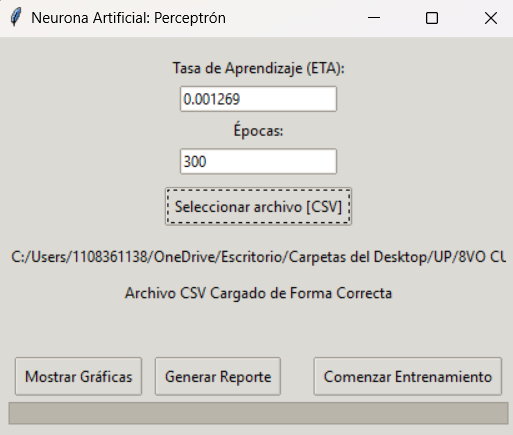 Neurona Artificial: Perceptrón
Tasa de Aprendizaje (ETA):
0.001269
Épocas:
300
Seleccionar archivo [CSV]
C:/Users/1108361138/OneDrive/Escritorio/Carpetas del Desktop/UP/8VO CU
Archivo CSV Cargado de Forma Correcta
Mostrar Gráficas Generar Reporte Comenzar Entrenamiento